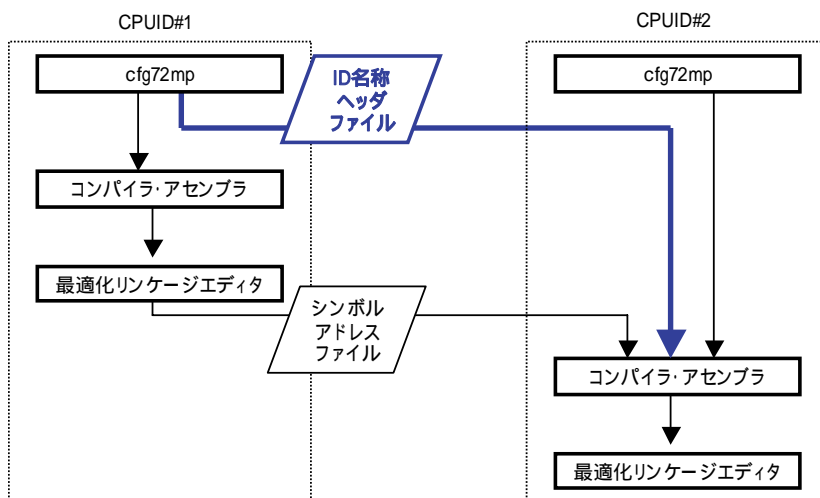 CPUID#1
CPUID#2
cfg72mp
ID名称
ヘッダ
ファイル
cfg72mp
コンパイラ・アセンブラ
最適化リンケージエディタ
シンボル
アドレス
ファイル
コンパイラ・アセンブラ
最適化リンケージエディタ